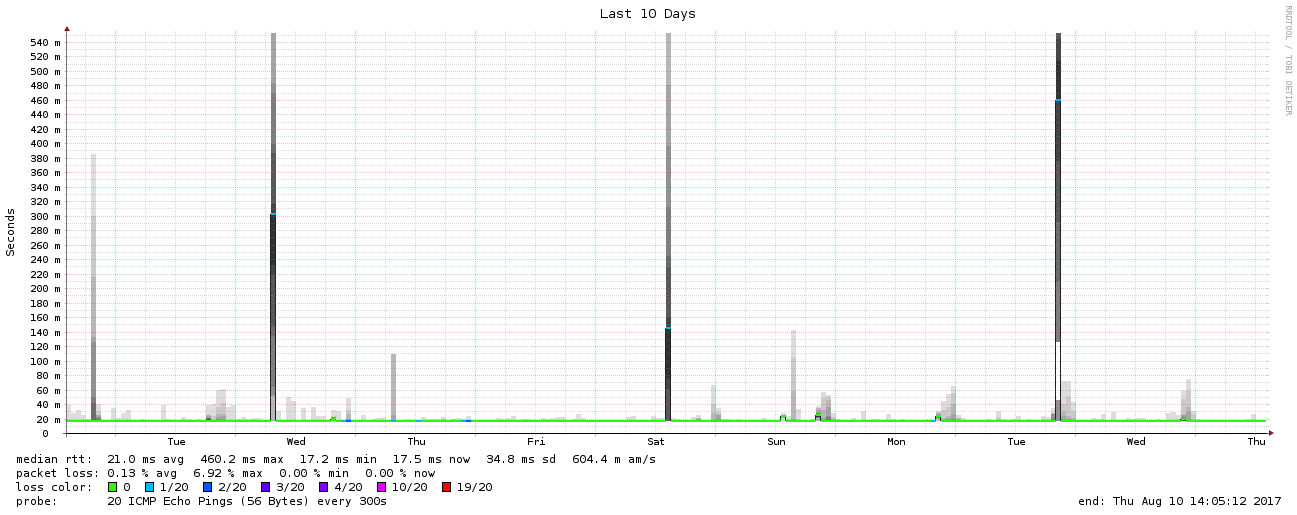 Last 10 Days
RRDTOOL / TOBI OETIKER
Seconds
540 m
520 m
500 m
480 m
460 m
440 m
420 m
400 m
380 m
360 m
340 m
320 m
300 m
280 m
260 m
240 m
220 m
200 m
180 m
160 m
140 m
120 m
100 m
80 m
60 m
40 m
20 m
0
Tue Wed Thu Fri Sat Sun Mon Tue Wed Thu
median rtt: 21.0 ms avg 460.2 ms max 17.2 ms min 17.5 ms now 34.8 ms sd 604.4 m am/s
packet loss: 0.13 % avg 6.92 % max 0.00 % min 0.00 % now
loss color: 0 1/20 2/20 3/20 4/20 10/20 19/20
probe: 20 ICMP Echo Pings (56 Bytes) every 300s end: Thu Aug 10 14:05:12 2017